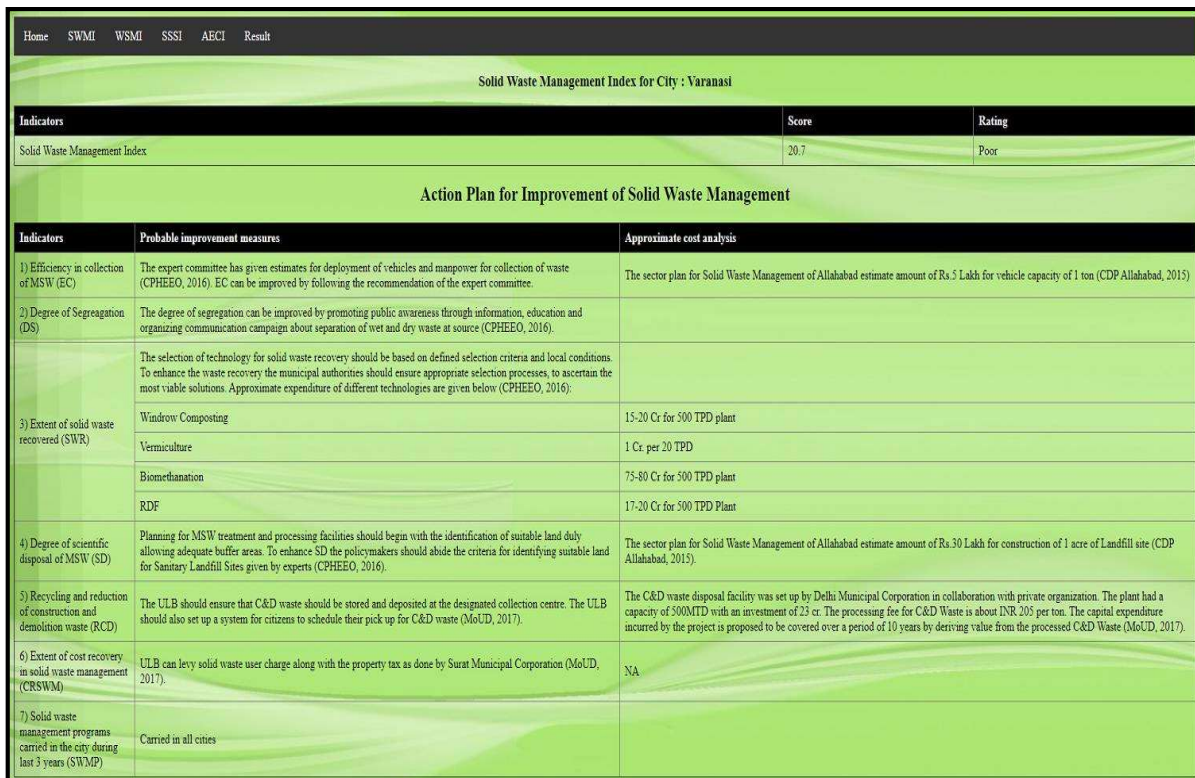 Home SWMI WSMI SSSI AECI Result
Solid Waste Management Index for City : Varanasi
Indicators Score Rating
Solid Waste Management Index 20.7 Poor
Action Plan for Improvement of Solid Waste Management
Indicators Probable improvement measures Approximate cost analysis
1) Efficiency in collection
of MSW (EC)
The expert committee has given estimates for deployment of vehicles and manpower for collection of waste
(CPHEEO, 2016). EC can be improved by following the recommendation of the expert committee.
The sector plan for Solid Waste Management of Allahabad estimate amount of Rs.5 Lakh for vehicle capacity of 1 ton (CDP Allahabad, 2015)
2) Degree of Segreagation
(DS)
The degree of segregation can be improved by promoting public awareness through information, education and
organizing communication campaign about separation of wet and dry waste at source (CPHEEO, 2016).
3) Extent of solid waste
recovered (SWR)
The selection of technology for solid waste recovery should be based on defined selection criteria and local conditions.
To enhance the waste recovery the municipal authorities should ensure appropriate selection processes, to ascertain the
most viable solutions. Approximate expenditure of different technologies are given below (CPHEEO, 2016):
Windrow Composting 15-20 Cr for 500 TPD plant
Vermiculture 1 Cr. per 20 TPD
Biomethanation 75-80 Cr for 500 TPD plant
RDF 17-20 Cr for 500 TPD Plant
4) Degree of scientific
disposal of MSW (SD)
Planning for MSW treatment and processing facilities should begin with the identification of suitable land duly
allowing adequate buffer areas. To enhance SD the policymakers should abide the criteria for identifying suitable land
for Sanitary Landfill Sites given by experts (CPHEEO, 2016).
The sector plan for Solid Waste Management of Allahabad estimate amount of Rs.30 Lakh for construction of 1 acre of Landfill site (CDP
Allahabad, 2015).
5) Recycling and reduction
of construction and
demolition waste (RCD)
The ULB should ensure that C&D waste should be stored and deposited at the designated collection centre. The ULB
should also set up a system for citizens to schedule their pick up for C&D waste (MoUD, 2017).
The C&D waste disposal facility was set up by Delhi Municipal Corporation in collaboration with private organization. The plant had a
capacity of 500MTD with an investment of 23 cr. The processing fee for C&D Waste is about INR 205 per ton. The capital expenditure
incurred by the project is proposed to be covered over a period of 10 years by deriving value from the processed C&D Waste (MoUD, 2017).
6) Extent of cost recovery
in solid waste management
(CRSWM)
ULB can levy solid waste user charge along with the property tax as done by Surat Municipal Corporation (MoUD,
2017).
NA
7) Solid waste
management programs
carried in the city during
last 3 years (SWMP)
Carried in all cities